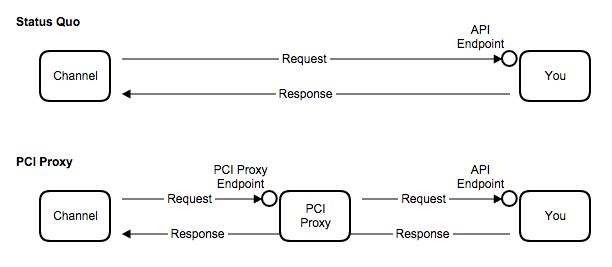 Status Quo
API
Endpoint
Channel
Request
Response
You
PCI Proxy
PCI Proxy
Endpoint
API
Endpoint
Channel
Request
PCI
Proxy
Request
You
Response
Response